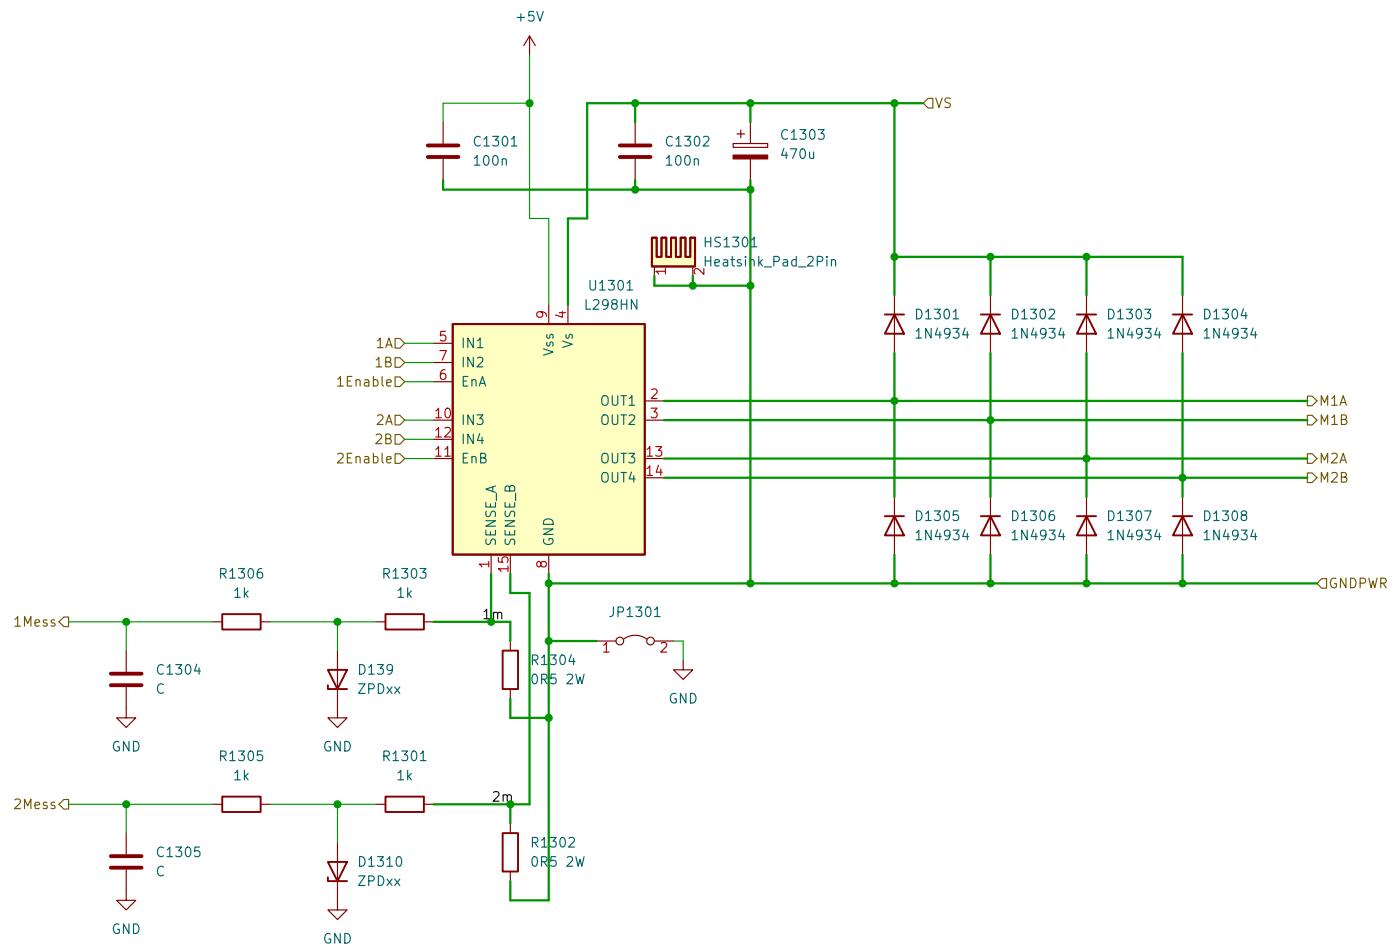 +5V
VS
C1301
100n
C1302
100n
+
C1303
470u
HS1301
Heatsink_Pad_2Pin
1
2
U1301
L298HN
9
4
Vss
Vs
D1301
1N4934
D1302
1N4934
D1303
1N4934
D1304
1N4934
1A
5
IN1
1B
7
IN2
1Enable
6
EnA
OUT1
2
M1A
2A
10
IN3
OUT2
3
M1B
2B
12
IN4
2Enable
11
EnB
OUT3
13
M2A
OUT4
14
M2B
SENSE_A
SENSE_B
GND
1
15
8
D1305
1N4934
D1306
1N4934
D1307
1N4934
D1308
1N4934
GNDPWR
R1306
1k
R1303
1k
1Mess
1m
JP1301
1
2
GND
C1304
C
D139
ZPDxx
R1304
0R5 2W
GND
GND
R1305
1k
R1301
1k
2Mess
2m
C1305
C
D1310
ZPDxx
R1302
0R5 2W
GND
GND